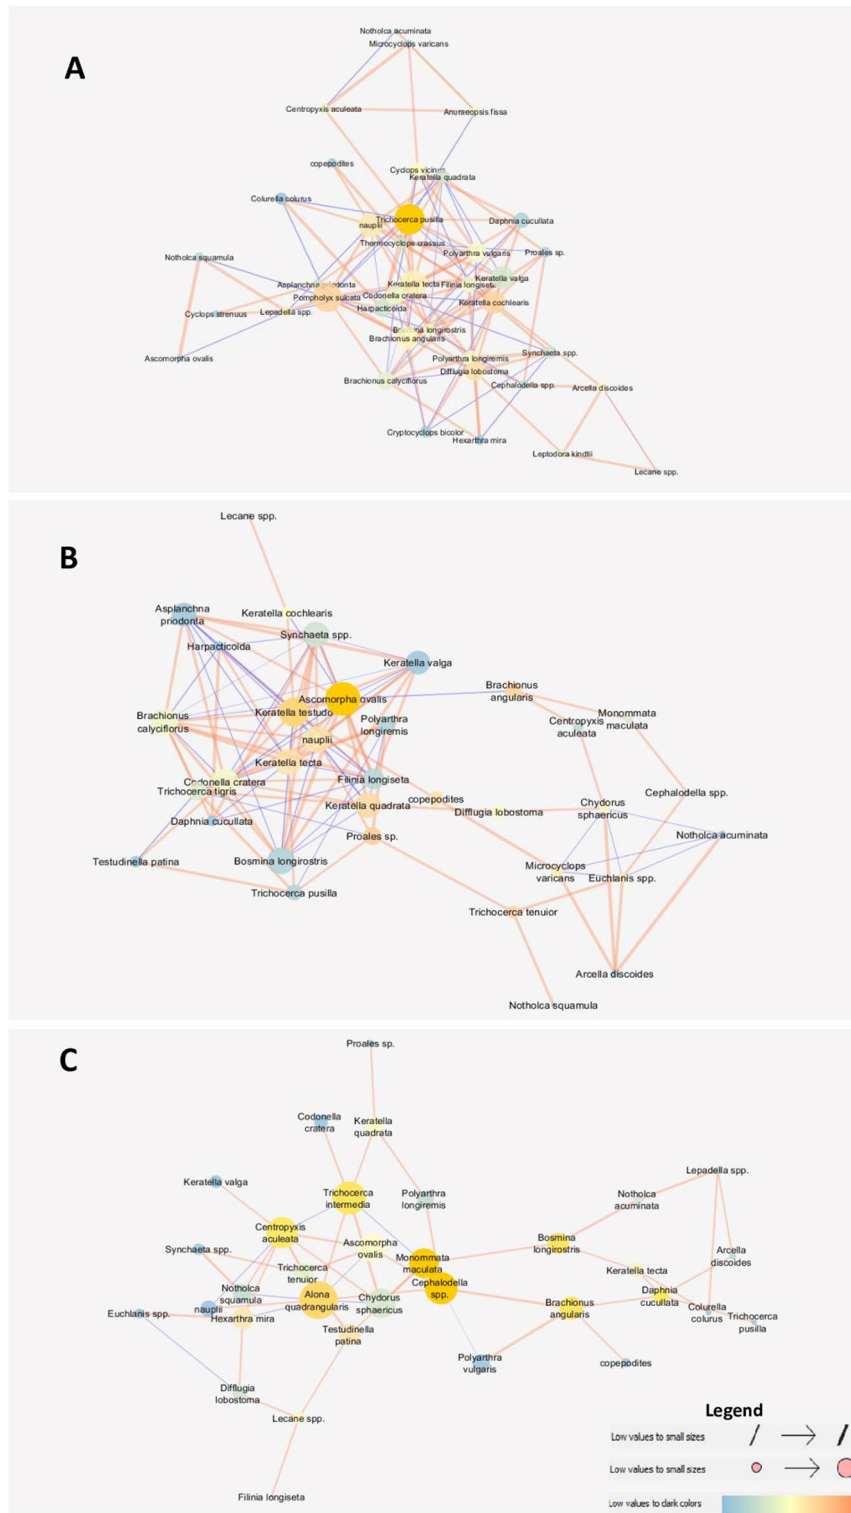 A
Notholca acuminata
Microcyclops varicans
Centropyxis aculeata
Anuraeopsis fissa
copepodites
Cyclops vicinus
Keratella quadrata
Colurella colurus
nauplii
Trichocerca pusilla
Daphnia cucullata
Thermocyclops crassus
Polyarthra vulgaris
Proales sp.
Notholca squamula
Asplanchna priodonta
Keratella tecta
Filinia longiseta
Keratella valga
Pompholyx sulcata
Codonella cratera
Keratella cochlearis
Cyclops strenuus
Lepadella spp.
Harpacticoida
Bosmina longirostris
Brachionus angularis
Ascomorpha ovalis
Polyarthra longiremis
Synchaeta spp.
Difflugia lobostoma
Brachionus calyciflorus
Cephalodella spp.
Arcella discoides
Cryptocyclops bicolor
Hexarthra mira
Leptodora kindtii
Lecane spp.
B
Lecane spp.
Asplanchna
priodonta
Keratella cochlearis
Synchaeta spp.
Harpacticoida
Keratella valga
Ascomorpha ovalis
Brachionus
angularis
Keratella testudo
Brachionus
calyciflorus
Polyarthra
longiremis
Monommata
maculata
Centropyxis
aculeata
nauplii
Keratella tecta
Codonella cratera
Filinia longiseta
Trichocerca tigris
Cephalodella spp.
Keratella quadrata
copepodites
Difflugia lobostoma
Chydorus
sphaericus
Daphnia cucullata
Proales sp.
Notholca acuminata
Testudinella patina
Bosmina longirostris
Microcyclops
varicans
Euchlanis spp.
Trichocerca pusilla
Trichocerca tenuior
Arcella discoides
Notholca squamula
C
Proales sp.
Codonella
cratera
Keratella
quadrata
Keratella valga
Trichocerca
intermedia
Polyarthra
longiremis
Lepadella spp.
Notholca
acuminata
Centropyxis
aculeata
Synchaeta spp.
Ascomorpha
ovalis
Monommata
maculata
Bosmina
longirostris
Arcella
discoides
Trichocerca
tenuior
Cephalodella
spp.
Keratella tecta
Notholca
squamula
Alona
quadrangularis
Chydorus
sphaericus
Daphnia
cucullata
Euchlanis spp.
nauplii
Hexarthra mira
Brachionus
angularis
Colurella
colurus
Trichocerca
pusilla
Testudinella
patina
Polyarthra
vulgaris
copepodites
Difflugia
lobostoma
Lecane spp.
Filinia longiseta
Legend
Low values to small sizes
Low values to small sizes
Low values to dark colors